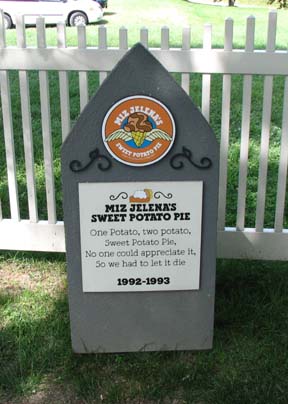 MIZ JELENA'S
SWEET POTATO PIE
MIZ JELENA'S
SWEET POTATO PIE
One Potato, two potato,
Sweet Potato Pie,
No one could appreciate it,
So we had to let it die
1992-1993